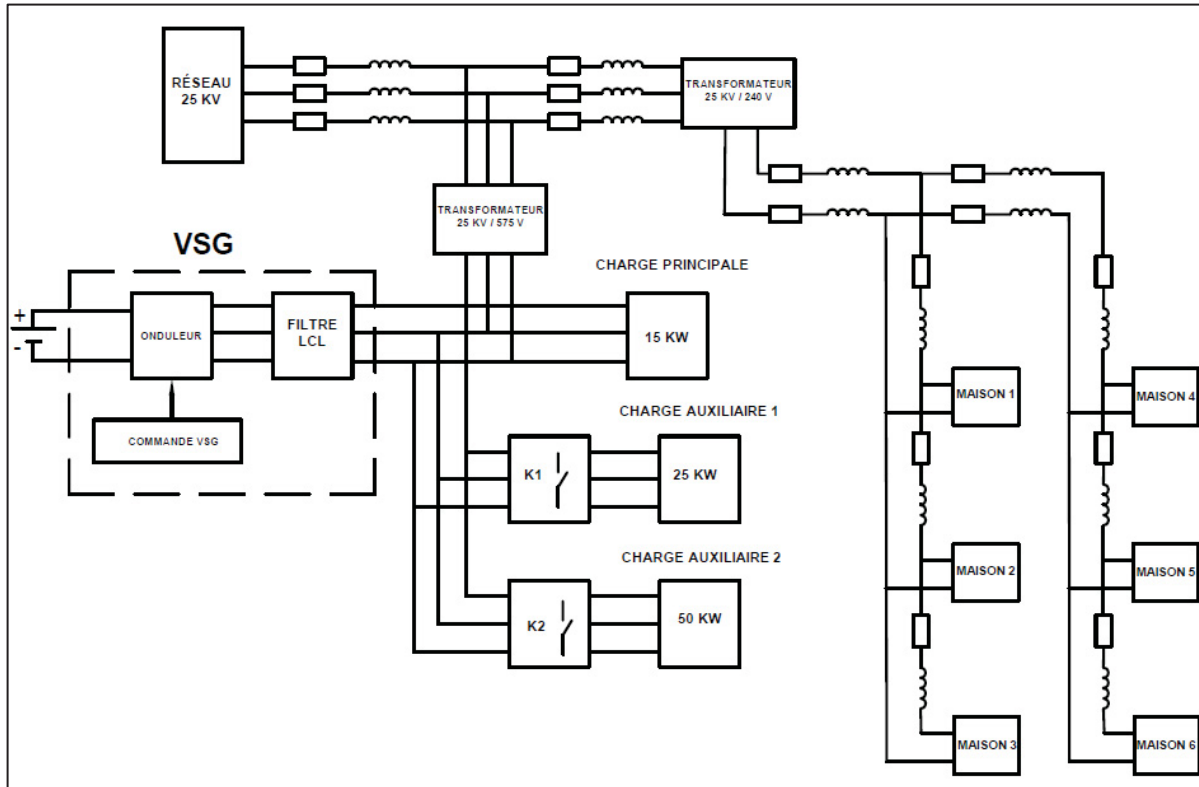 RÉSEAU
25 KV
TRANSFORMATEUR
25 KV / 240 V
TRANSFORMATEUR
25 KV / 575 V
VSG
CHARGE PRINCIPALE
+
-
ONDULEUR
FILTRE
LCL
15 KW
COMMANDE VSG
CHARGE AUXILIAIRE 1
K1
25 KW
CHARGE AUXILIAIRE 2
K2
50 KW
MAISON 1
MAISON 4
MAISON 2
MAISON 5
MAISON 3
MAISON 6